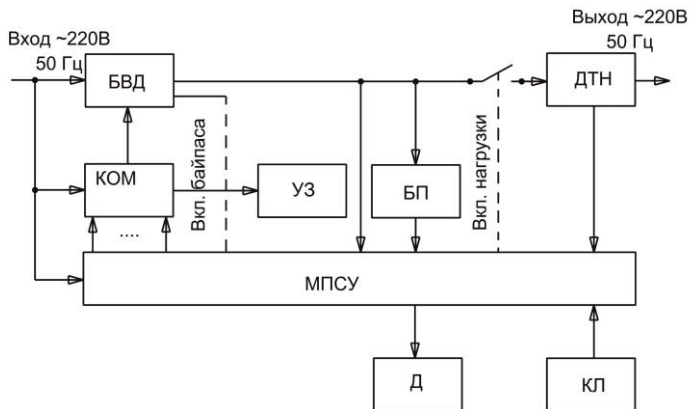 Вход ~220В
50 Гц
Выход ~220В
50 Гц
БВД
ДТН
Вкл. байпаса
Вкл. нагрузки
КОМ
УЗ
БП
....
МПСУ
Д
КЛ